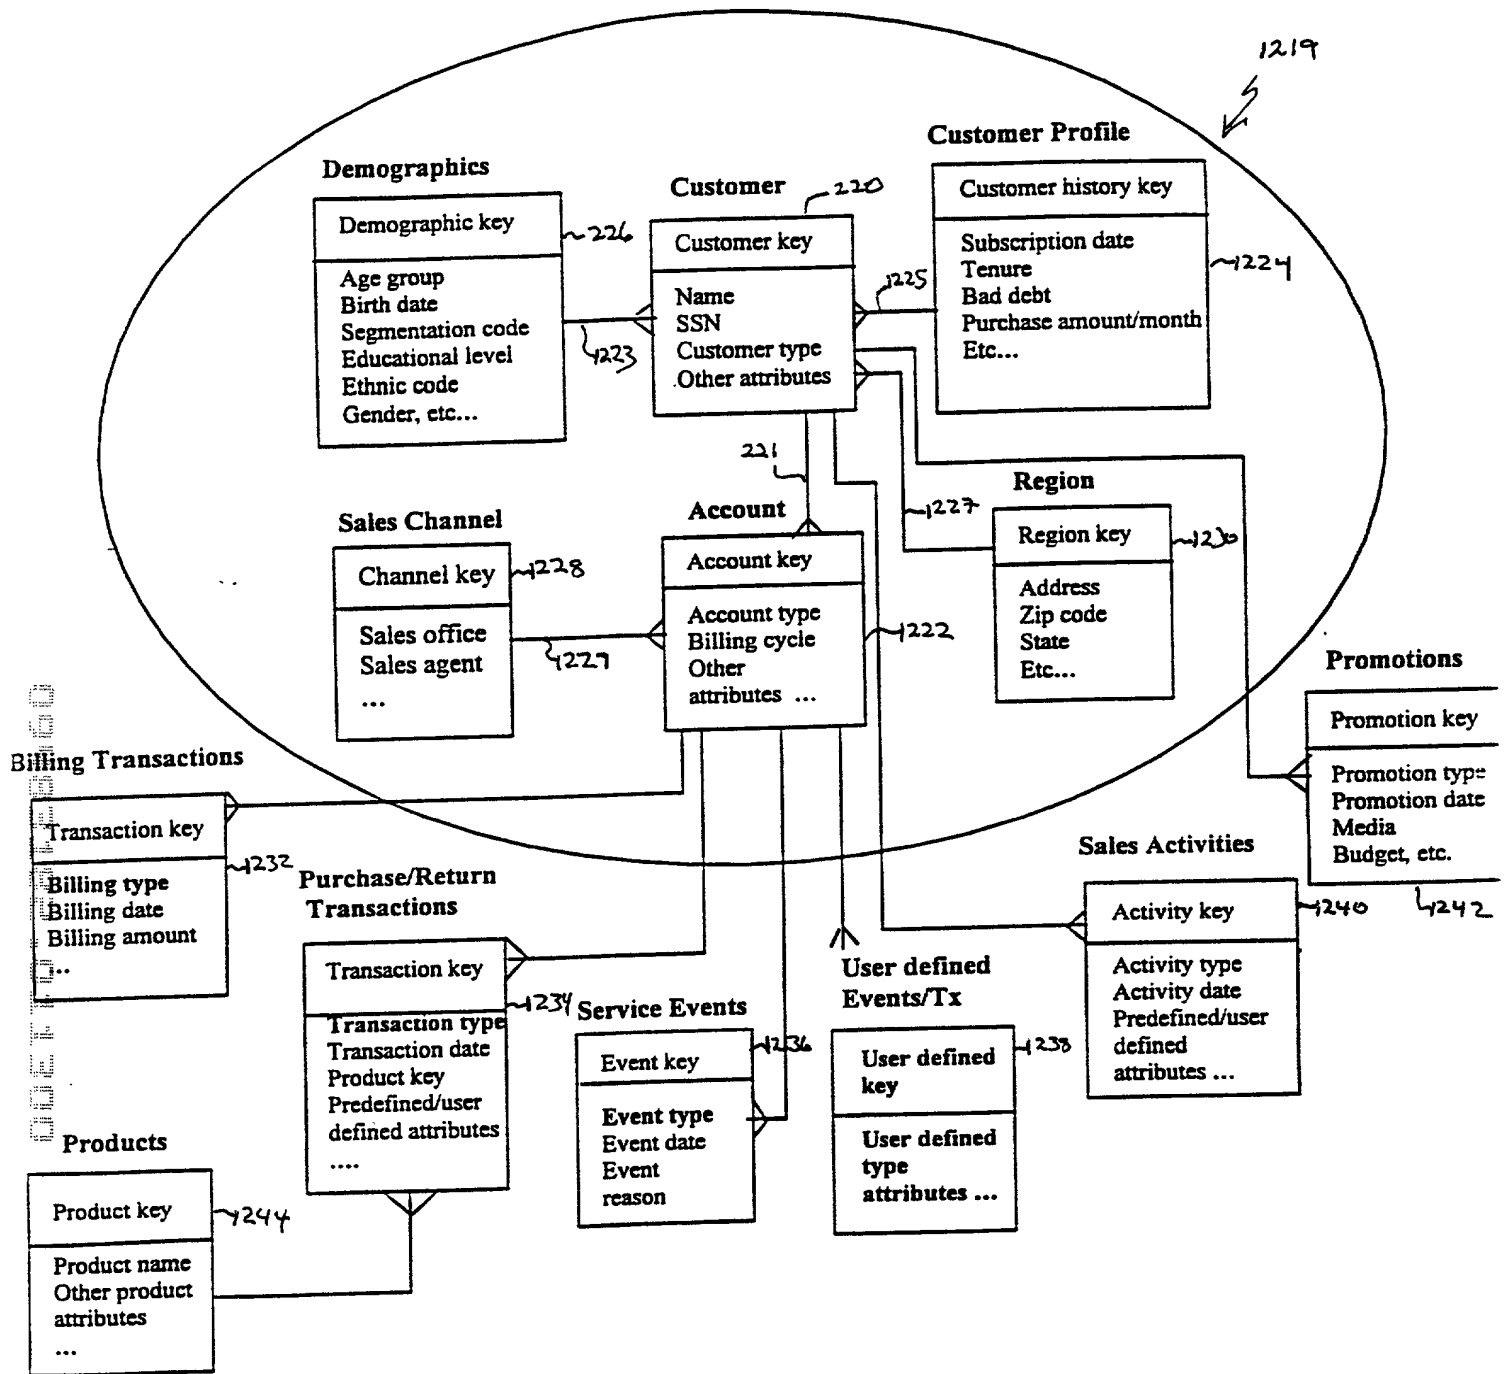 1219
Customer Profile
Customer history key
Subscription date
Tenure
Bad debt
Purchase amount/month
Etc...
1224
Demographics
Demographic key
226
Age group
Birth date
Segmentation code
Educational level
Ethnic code
Gender, etc...
1223
Customer
220
Customer key
Name
SSN
Customer type
Other attributes
1225
221
1227
Region
Region key
1230
Address
Zip code
State
Etc...
Sales Channel
Channel key
1228
Sales office
Sales agent
...
1229
Account
Account key
Account type
Billing cycle
Other
attributes ...
1222
Promotions
Promotion key
Promotion type
Promotion date
Media
Budget, etc.
1242
Billing Transactions
Transaction key
1232
Billing type
Billing date
Billing amount
...
Purchase/Return
Transactions
Transaction key
1234
Transaction type
Transaction date
Product key
Predefined/user
defined attributes
....
Service Events
Event key
1236
Event type
Event date
Event
reason
User defined
Events/Tx
User defined
key
1238
User defined
type
attributes ...
Sales Activities
Activity key
1240
Activity type
Activity date
Predefined/user
defined
attributes ...
Products
Product key
1244
Product name
Other product
attributes
...